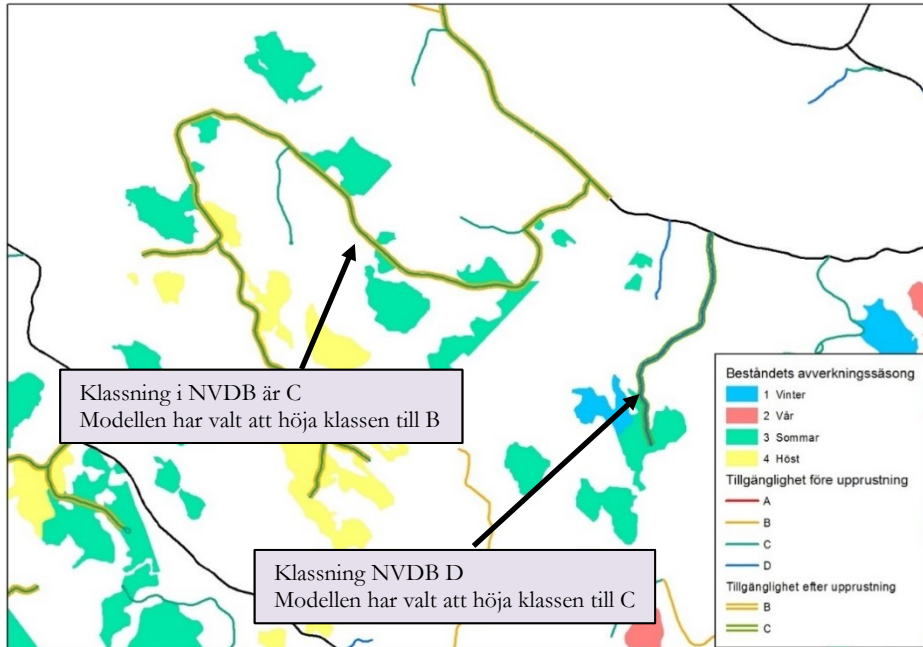 Klassning i NVDB är C
Modellen har valt att höja klassen till B
Klassning NVDB D
Modellen har valt att höja klassen till C
Beståndets avverkningssäsong
1 Vinter
2 Vår
3 Sommar
4 Höst
Tillgänglighet före upprustning
A
B
C
D
Tillgänglighet efter upprustning
B
C